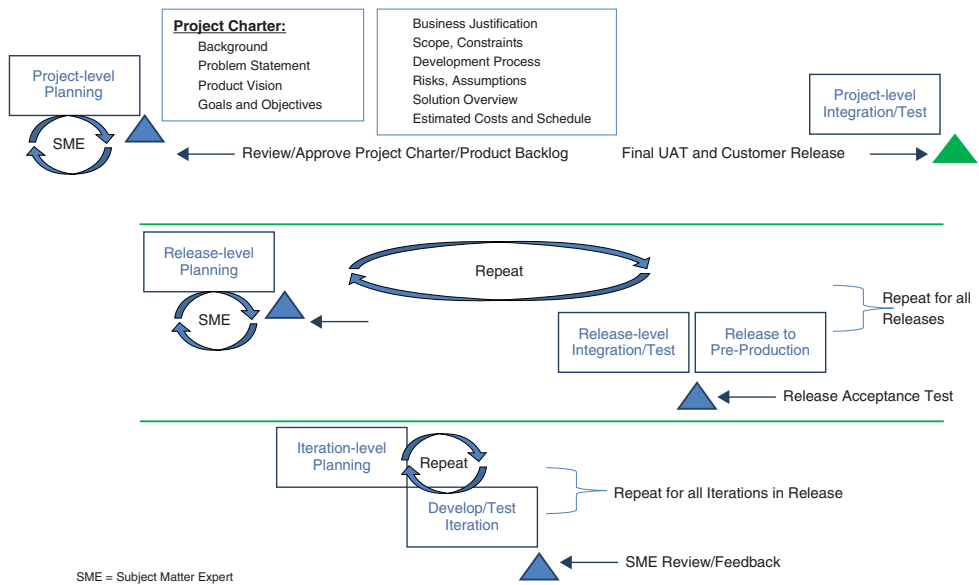 Project Charter:
Background
Problem Statement
Product Vision
Goals and Objectives
Business Justification
Scope, Constraints
Development Process
Risks, Assumptions
Solution Overview
Estimated Costs and Schedule
Project-level
Planning
SME
Review/Approve Project Charter/Product Backlog
Project-level
Integration/Test
Final UAT and Customer Release
Release-level
Planning
SME
Repeat
Repeat for all
Releases
Release-level
Integration/Test
Release to
Pre-Production
Release Acceptance Test
Iteration-level
Planning
Repeat
Develop/Test
Iteration
Repeat for all Iterations in Release
SME Review/Feedback
SME = Subject Matter Expert